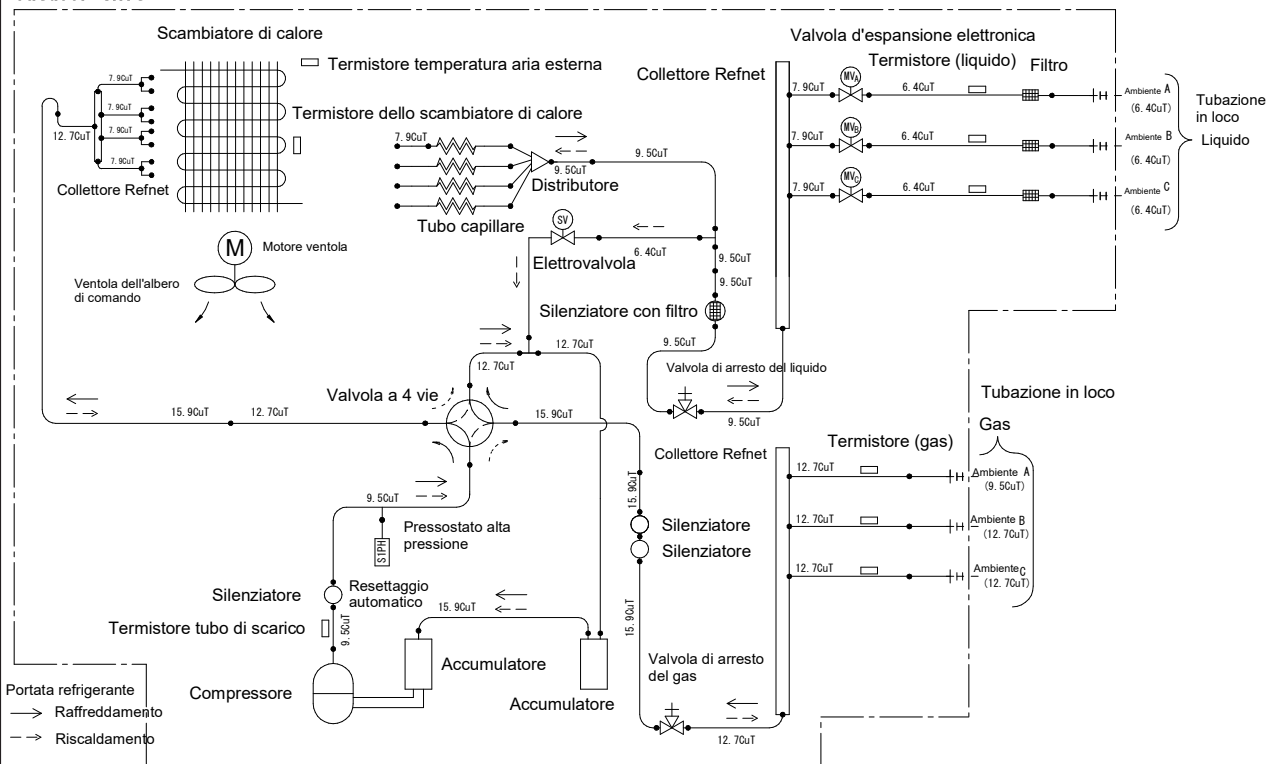 Scambiatore di calore
Termistore temperatura aria esterna
7.9CuT
7.9CuT
7.9CuT
7.9CuT
12.7CuT
Collettore Refnet
Termistore dello scambiatore di calore
7.9CuT
9.5CuT
9.5CuT
Distributore
Tubo capillare
SV
6.4CuT
Elettrovalvola
9.5CuT
9.5CuT
Silenziatore con filtro
9.5CuT
M
Motore ventola
Ventola dell'albero
di comando
Valvola d'espansione elettronica
Collettore Refnet
Termistore (liquido)
Filtro
7.9CuT
MVA
6.4CuT
Ambiente A
(6.4CuT)
7.9CuT
MVB
6.4CuT
Ambiente B
(6.4CuT)
7.9CuT
MVC
6.4CuT
Ambiente C
(6.4CuT)
Tubazione
in loco
Liquido
Valvola di arresto del liquido
9.5CuT
12.7CuT
12.7CuT
Valvola a 4 vie
15.9CuT
12.7CuT
15.9CuT
Tubazione in loco
Gas
Termistore (gas)
Collettore Refnet
12.7CuT
Ambiente A
(9.5CuT)
12.7CuT
Ambiente B
(12.7CuT)
12.7CuT
Ambiente C
(12.7CuT)
15.9CuT
Silenziatore
Silenziatore
15.9CuT
9.5CuT
Pressostato alta
pressione
S1PH
Resettaggio
automatico
Silenziatore
Termistore tubo di scarico
9.5CuT
15.9CuT
Accumulatore
Accumulatore
Compressore
Valvola di arresto
del gas
12.7CuT
Portata refrigerante
Raffreddamento
Riscaldamento